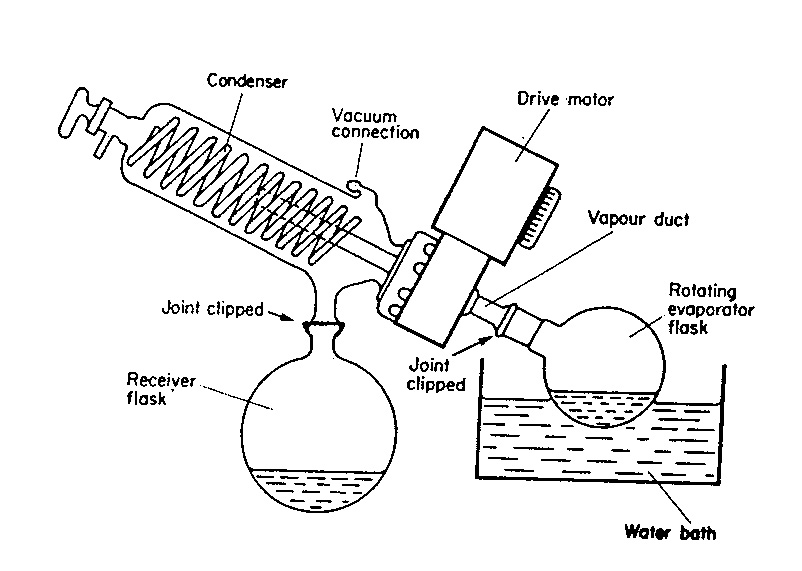 Condenser
Drive motor
Vacuum
connection
Vapour duct
Rotating
evaporator
flask
Joint clipped
Joint
clipped
Receiver
flask
Water bath